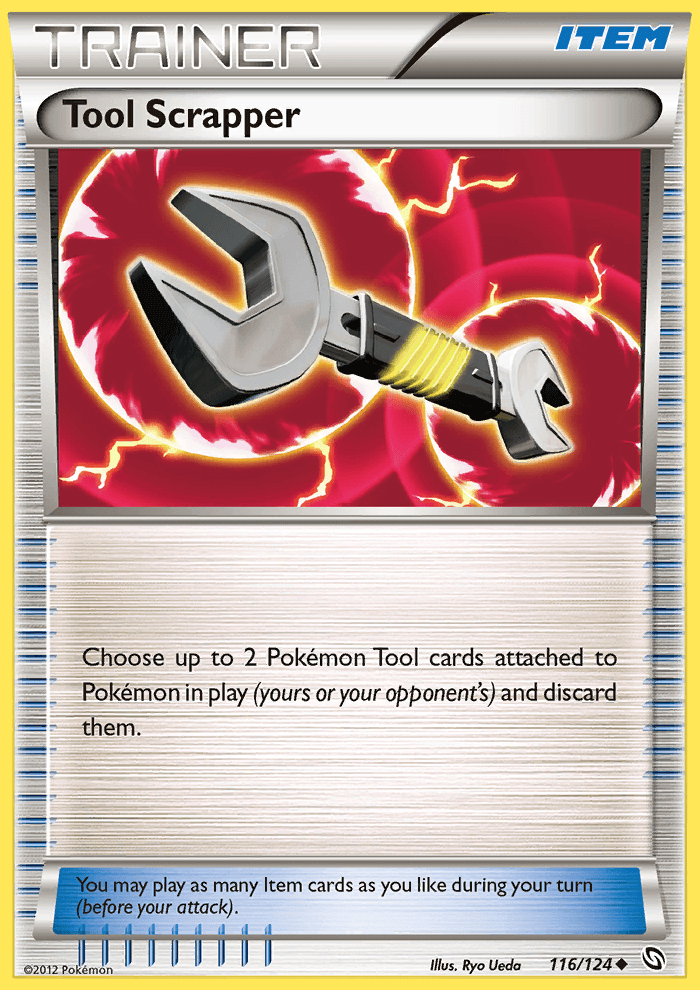 TRAINER
ITEM
Tool Scrapper
Choose up to 2 Pokémon Tool cards attached to
Pokémon in play (yours or your opponent's) and discard
them.
You may play as many Item cards as you like during your turn
(before your attack).
©2012 Pokémon
Illus. Ryo Ueda
116/124